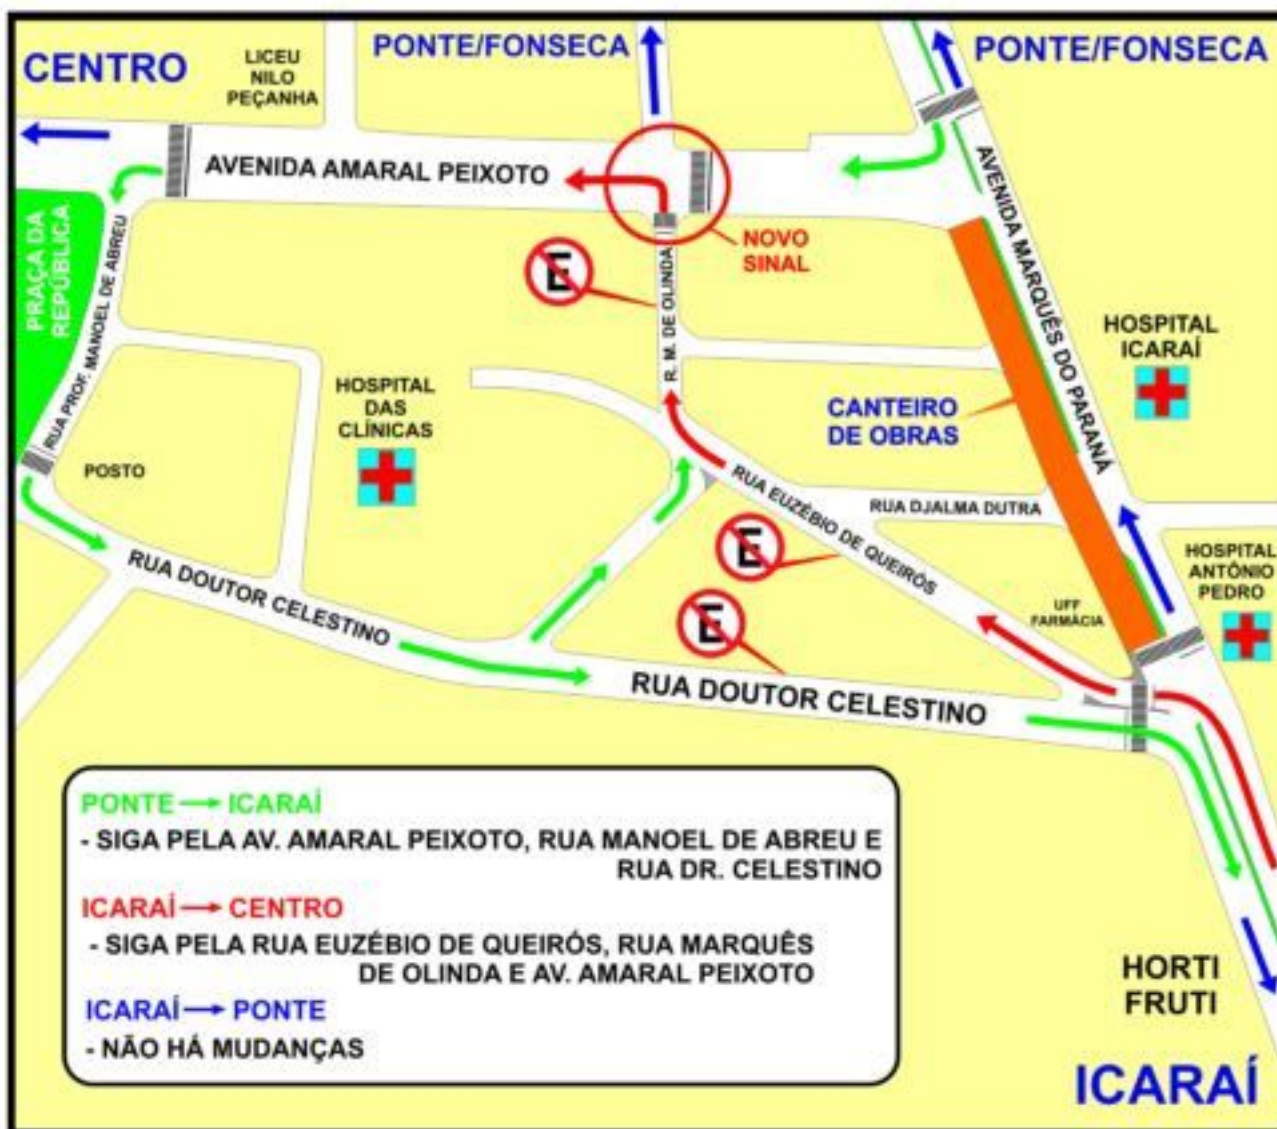 CENTRO
LICEU
NILO
PEÇANHA
PONTE/FONSECA
PONTE/FONSECA
AVENIDA AMARAL PEIXOTO
AVENIDA MARQUÊS DO PARANÁ
PRAÇA DA
REPÚBLICA
RUA PROF. MANOEL DE ABREU
E
R. M. DE OLINDA
NOVO
SINAL
HOSPITAL
ICARAÍ
HOSPITAL
DAS
CLÍNICAS
CANTEIRO
DE OBRAS
POSTO
RUA EUZÉBIO DE QUEIRÓS
RUA DJALMA DUTRA
E
HOSPITAL
ANTÔNIO
PEDRO
UFF
FARMÁCIA
E
RUA DOUTOR CELESTINO
RUA DOUTOR CELESTINO
PONTE → ICARAÍ
- SIGA PELA AV. AMARAL PEIXOTO, RUA MANOEL DE ABREU E
RUA DR. CELESTINO
ICARAÍ → CENTRO
- SIGA PELA RUA EUZÉBIO DE QUEIRÓS, RUA MARQUÊS
DE OLINDA E AV. AMARAL PEIXOTO
ICARAÍ → PONTE
- NÃO HÁ MUDANÇAS
HORTI
FRUTI
ICARAÍ